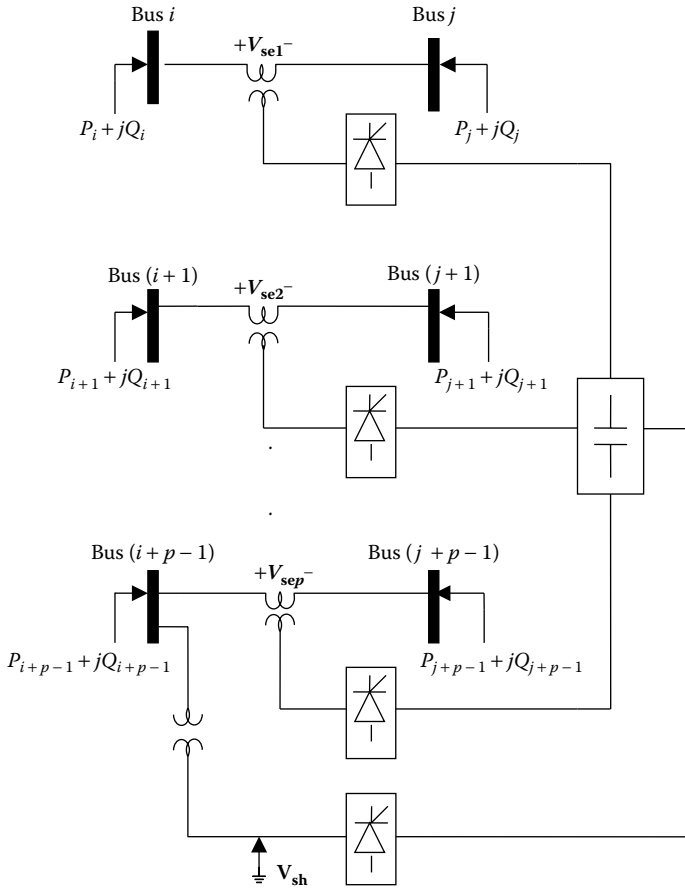 Bus i
Bus j
+Vse1−
Pi + jQi
Pj + jQj
Bus (i + 1)
Bus (j + 1)
+Vse2−
Pi + 1 + jQi + 1
Pj + 1 + jQj + 1
.
.
Bus (i + p − 1)
Bus (j + p − 1)
+Vsep−
Pi + p − 1 + jQi + p − 1
Pj + p − 1 + jQj + p − 1
Vsh